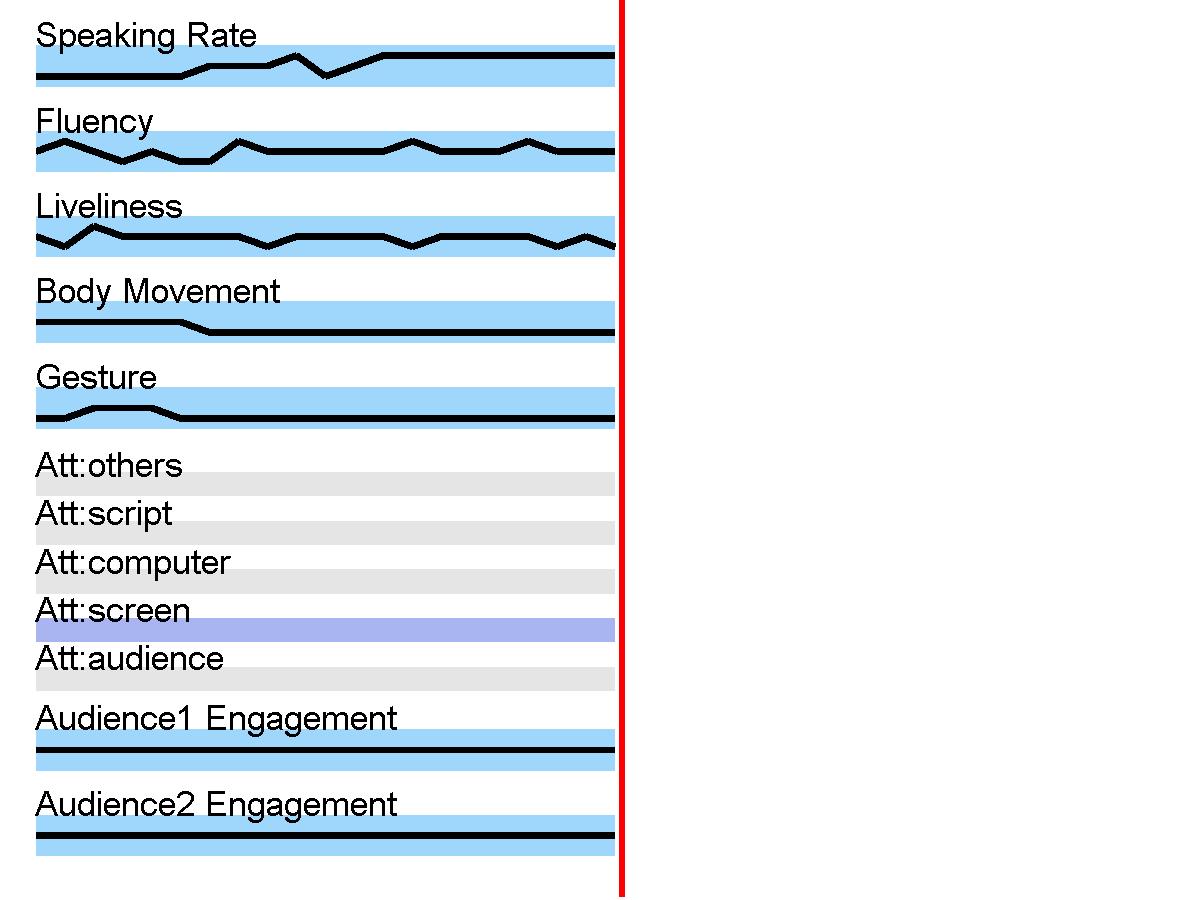 Speaking Rate
Fluency
Liveliness
Body Movement
Gesture
Att:others
Att:script
Att:computer
Att:screen
Att:audience
Audience1 Engagement
Audience2 Engagement